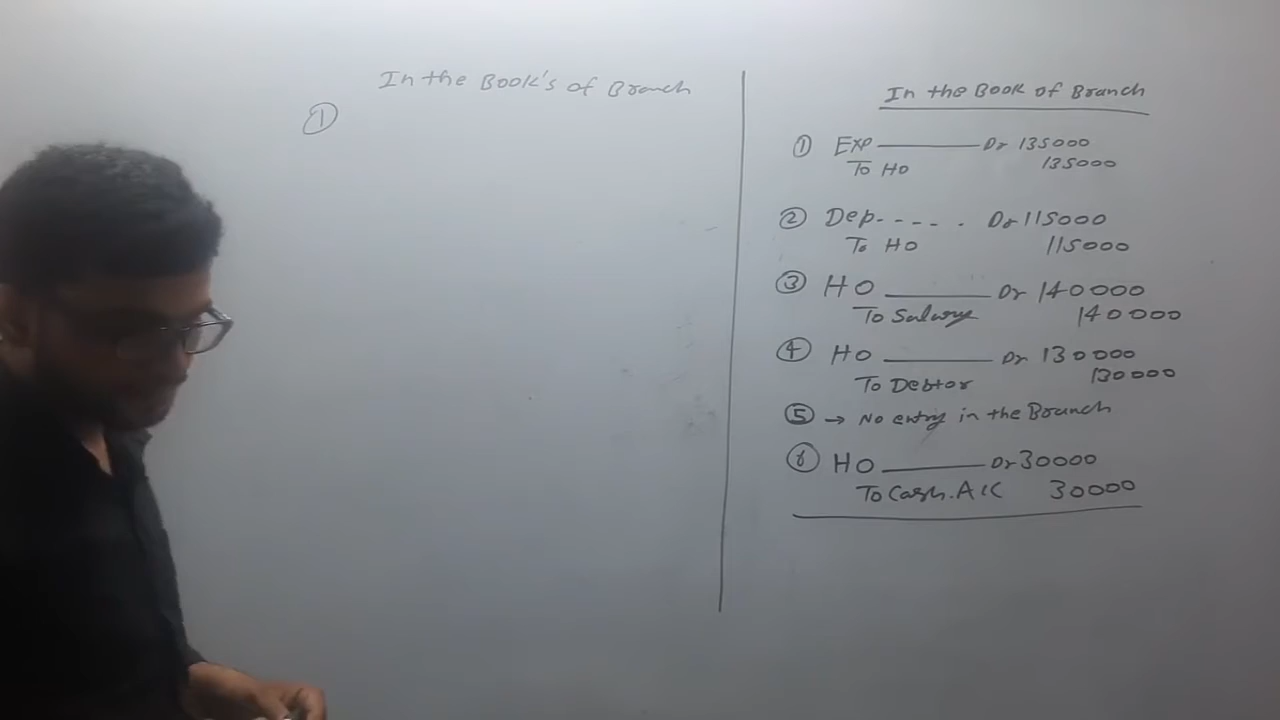 In the Book's of Branch
①
In the Book of Branch
① Exp ——— Dr 135000
To Ho 135000
② Dep- - - - . Dr 115000
To Ho 115000
③ HO ——— Dr 140000
To Salary 140000
④ HO ——— Dr 130000
To Debtor 130000
⑤ → No entry in the Branch
⑥ HO ——— Dr 30000
To Cash. A/C 30000